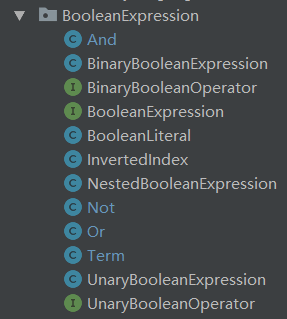 BooleanExpression
And
BinaryBooleanExpression
BinaryBooleanOperator
BooleanExpression
BooleanLiteral
InvertedIndex
NestedBooleanExpression
Not
Or
Term
UnaryBooleanExpression
UnaryBooleanOperator